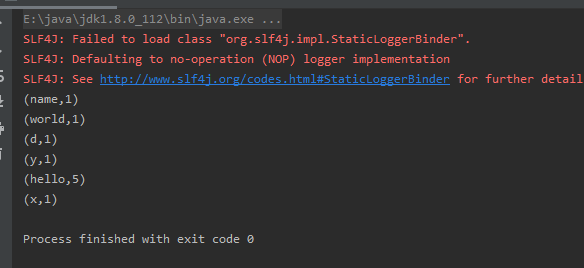 E:\java\jdk1.8.0_112\bin\java.exe ...
SLF4J: Failed to load class "org.slf4j.impl.StaticLoggerBinder".
SLF4J: Defaulting to no-operation (NOP) logger implementation
SLF4J: See http://www.slf4j.org/codes.html#StaticLoggerBinder for further detail
(name,1)
(world,1)
(d,1)
(y,1)
(hello,5)
(x,1)
Process finished with exit code 0